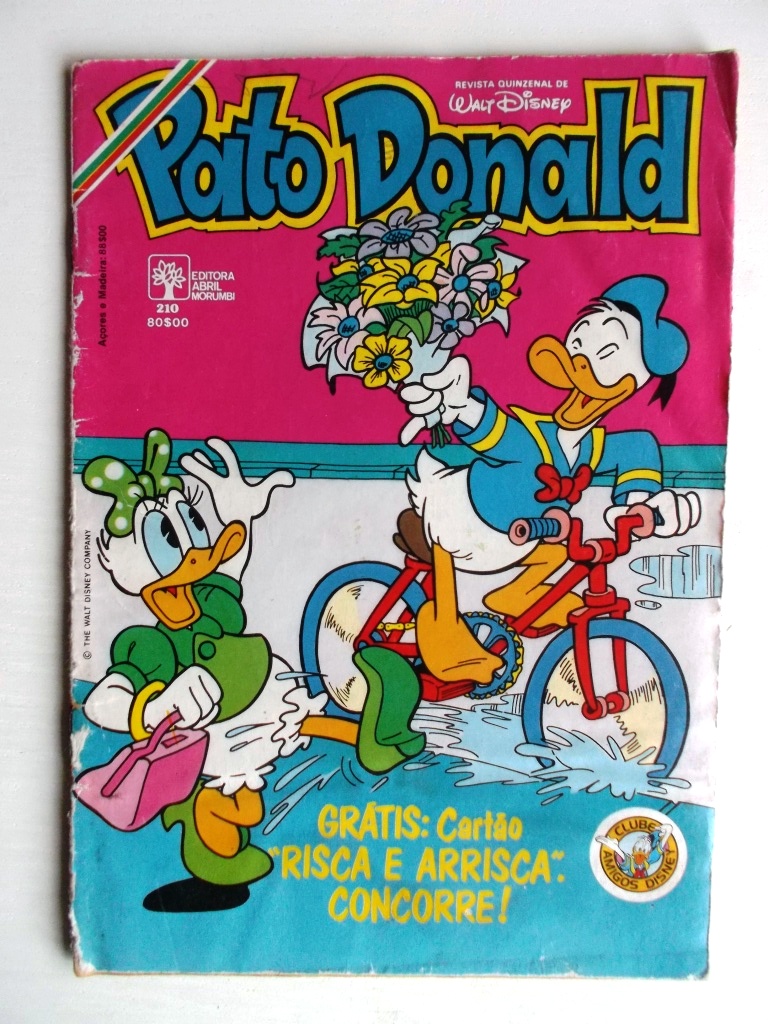 Pato Donald
REVISTA QUINZENAL DE
WALT DISNEY
Açores e Madeira: 88$00
EDITORA
ABRIL
MORUMBI
210
80$00
© THE WALT DISNEY COMPANY
GRÁTIS: Cartão
"RISCA E ARRISCA".
CONCORRE!
CLUBE
AMIGOS DISNEY